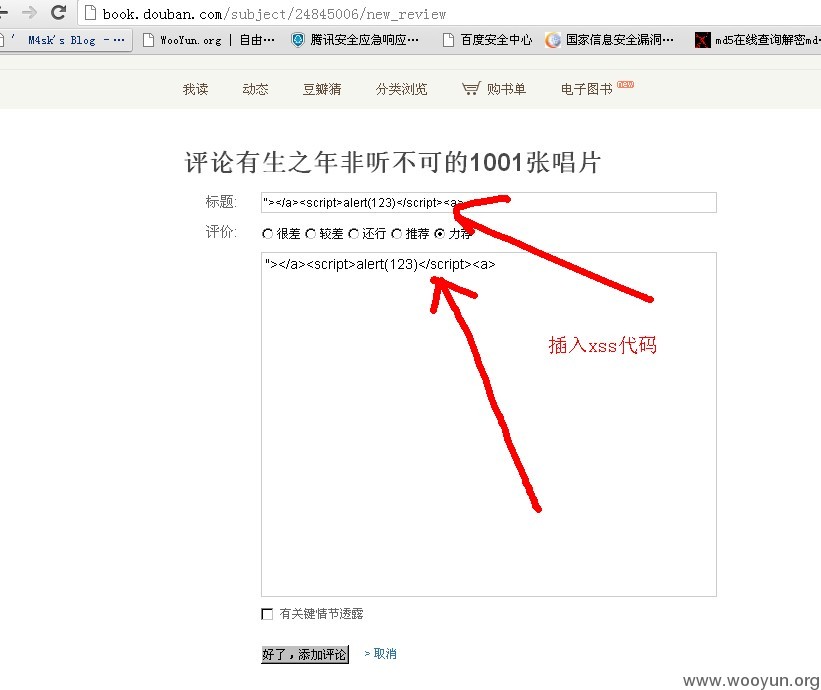 book.douban.com/subject/24845006/new_review
M4sk's Blog - ··· WooYun.org | 自由··· 腾讯安全应急响应··· 百度安全中心 国家信息安全漏洞··· md5在线查询解密md·
我读 动态 豆瓣猜 分类浏览 购书单 电子图书 new
评论有生之年非听不可的1001张唱片
标题: "></a><script>alert(123)</script><a>
评价: 很差 较差 还行 推荐 力荐
"></a><script>alert(123)</script><a>
插入xss代码
有关键情节透露
好了，添加评论 > 取消
www.wooyun.org